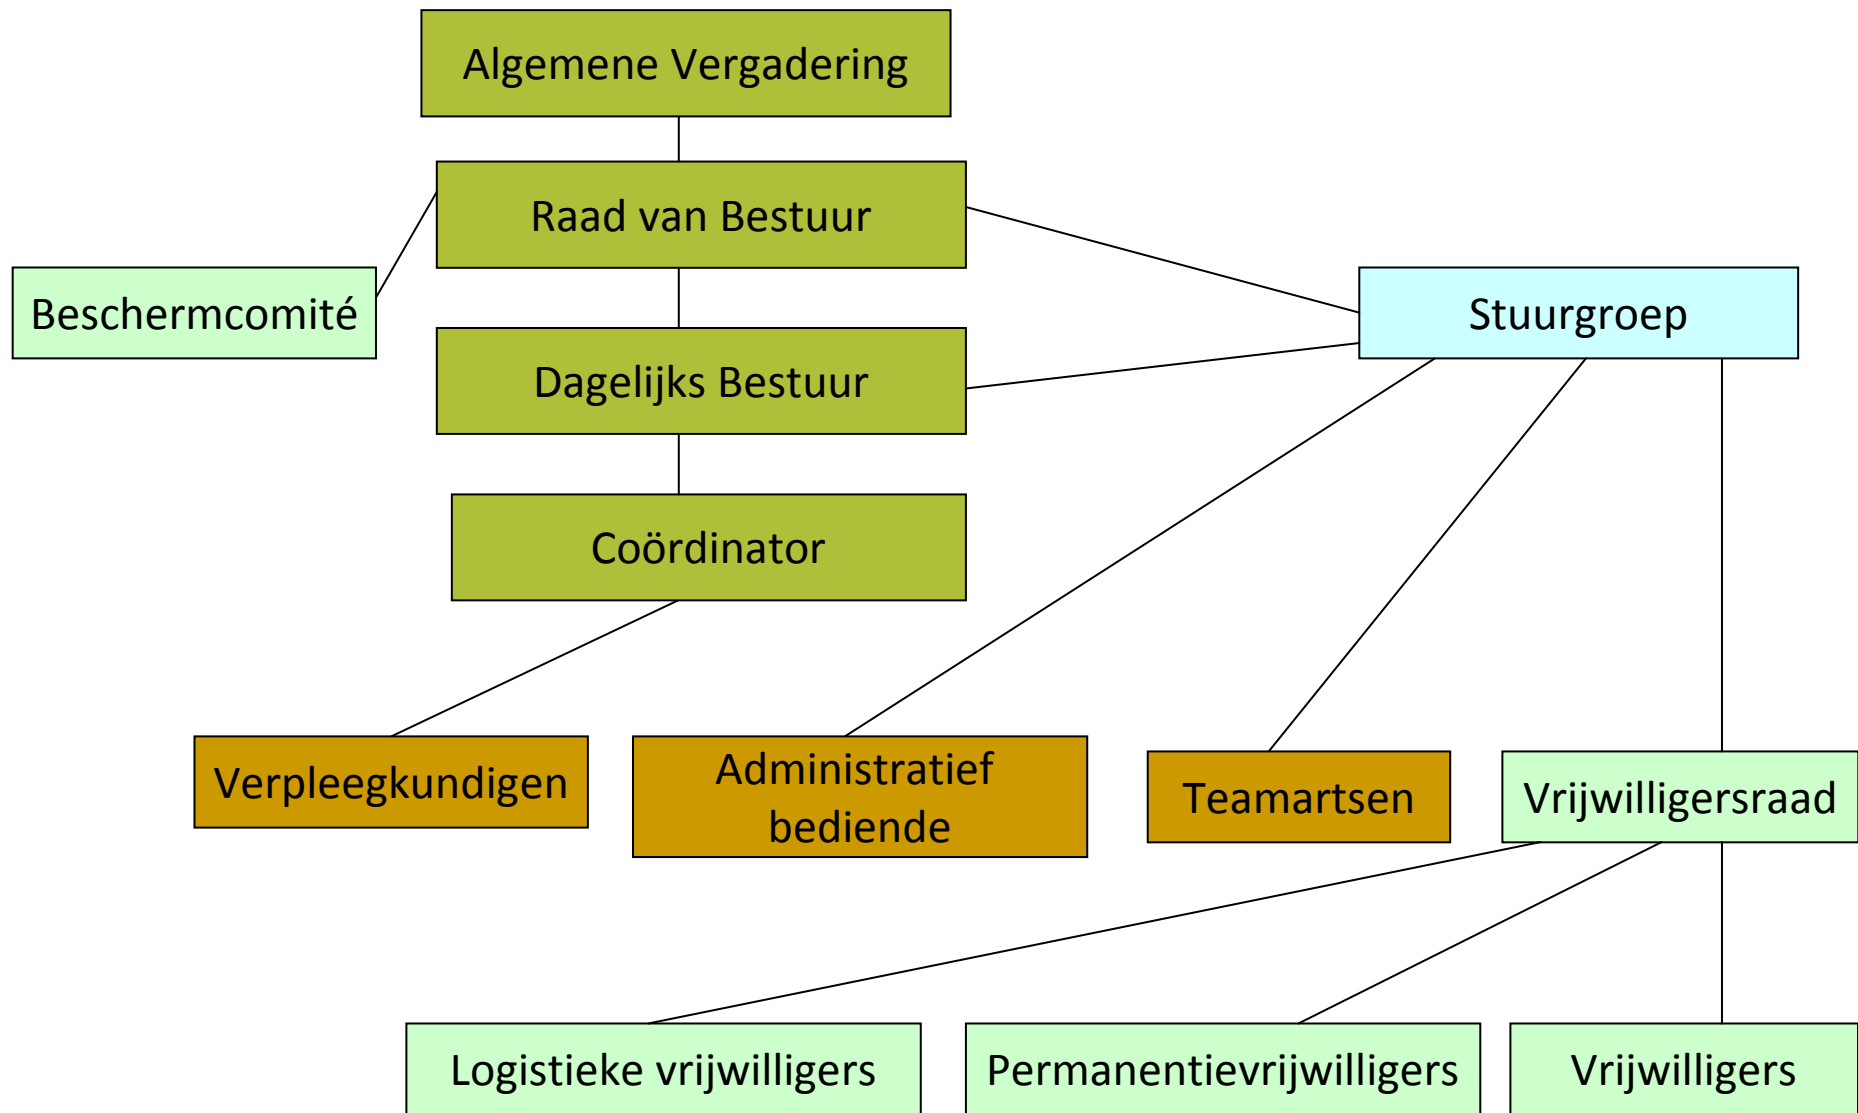 Algemene Vergadering
Raad van Bestuur
Beschermcomité
Stuurgroep
Dagelijks Bestuur
Coördinator
Verpleegkundigen
Administratief
bediende
Teamartsen
Vrijwilligersraad
Logistieke vrijwilligers
Permanentievrijwilligers
Vrijwilligers